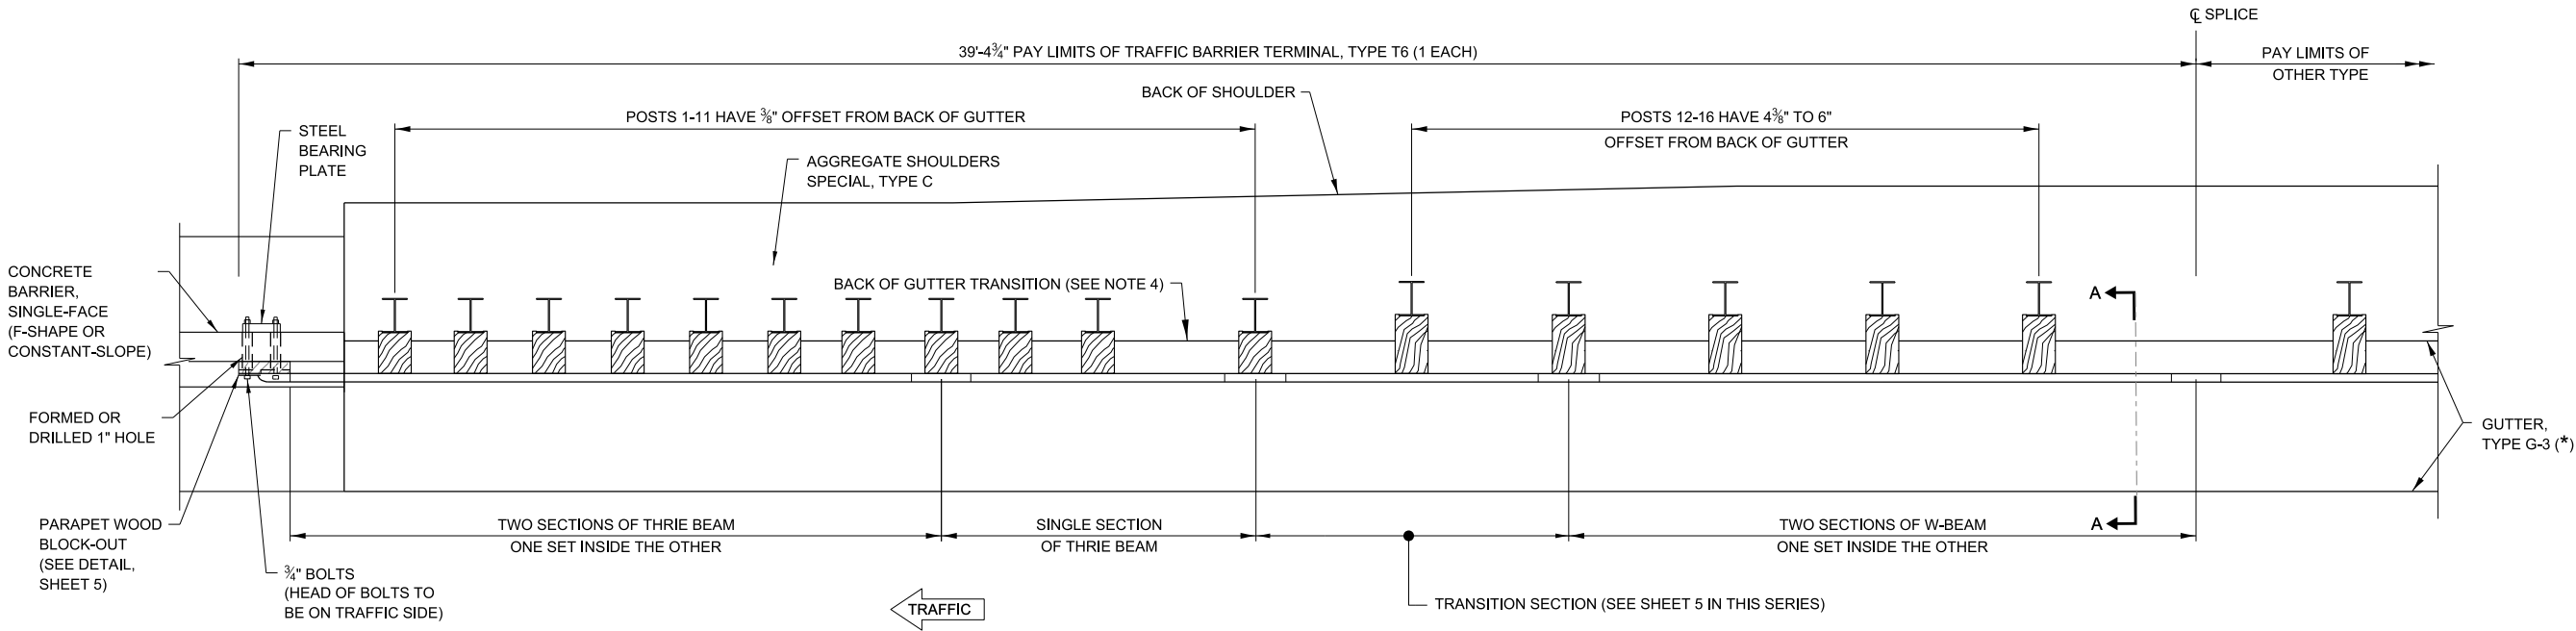 ℄ SPLICE
39'-4¾" PAY LIMITS OF TRAFFIC BARRIER TERMINAL, TYPE T6 (1 EACH)
PAY LIMITS OF
OTHER TYPE
BACK OF SHOULDER
POSTS 1-11 HAVE ⅜" OFFSET FROM BACK OF GUTTER
POSTS 12-16 HAVE 4⅜" TO 6"
OFFSET FROM BACK OF GUTTER
STEEL
BEARING
PLATE
AGGREGATE SHOULDERS
SPECIAL, TYPE C
CONCRETE
BARRIER,
SINGLE-FACE
(F-SHAPE OR
CONSTANT-SLOPE)
BACK OF GUTTER TRANSITION (SEE NOTE 4)
A
FORMED OR
DRILLED 1" HOLE
GUTTER,
TYPE G-3 (*)
PARAPET WOOD
BLOCK-OUT
(SEE DETAIL,
SHEET 5)
TWO SECTIONS OF THRIE BEAM
ONE SET INSIDE THE OTHER
SINGLE SECTION
OF THRIE BEAM
TWO SECTIONS OF W-BEAM
ONE SET INSIDE THE OTHER
A
¾" BOLTS
(HEAD OF BOLTS TO
BE ON TRAFFIC SIDE)
TRAFFIC
TRANSITION SECTION (SEE SHEET 5 IN THIS SERIES)